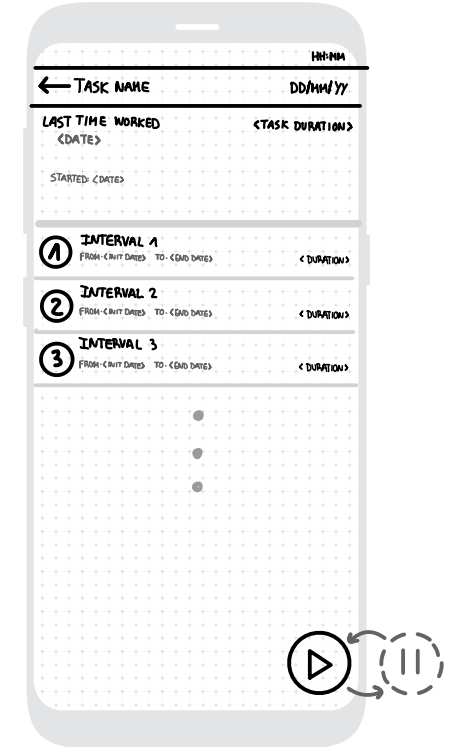 HH:MM
← TASK NAME DD/MM/YY
LAST TIME WORKED <TASK DURATION>
<DATE>
STARTED: <DATE>
1 INTERVAL 1
FROM·<INIT DATE> TO·<END DATE> <DURATION>
2 INTERVAL 2
FROM·<INIT DATE> TO·<END DATE> <DURATION>
3 INTERVAL 3
FROM·<INIT DATE> TO·<END DATE> <DURATION>